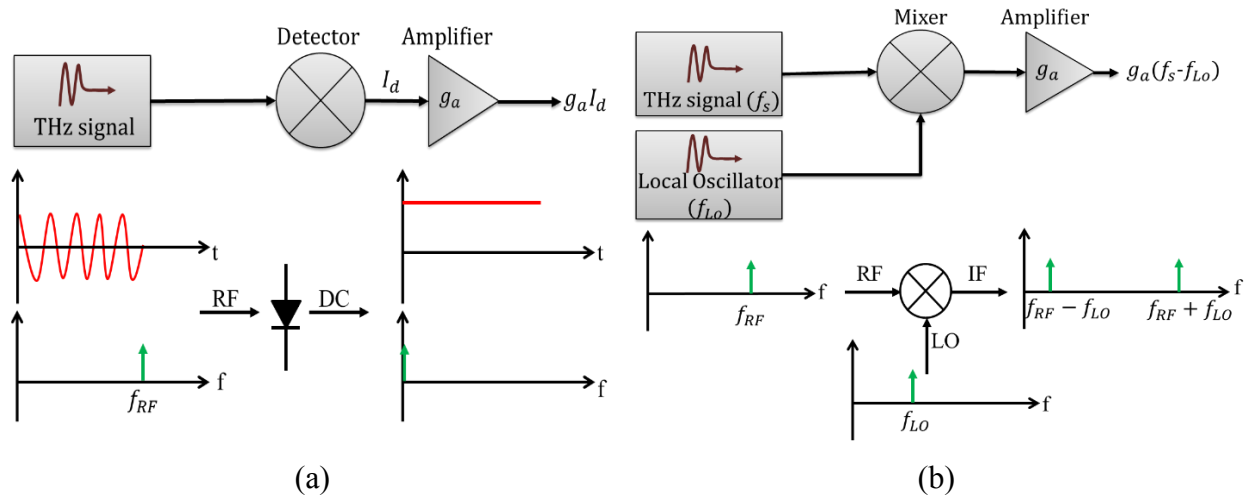 Detector
Amplifier
THz signal
I_d
g_a
g_aI_d
t
t
RF
DC
f
f_RF
f
(a)
Mixer
Amplifier
THz signal (f_s)
g_a
g_a(f_s-f_Lo)
Local Oscillator
(f_Lo)
f
f_RF
RF
IF
LO
f
f_RF − f_LO
f_RF + f_LO
f
f_LO
(b)